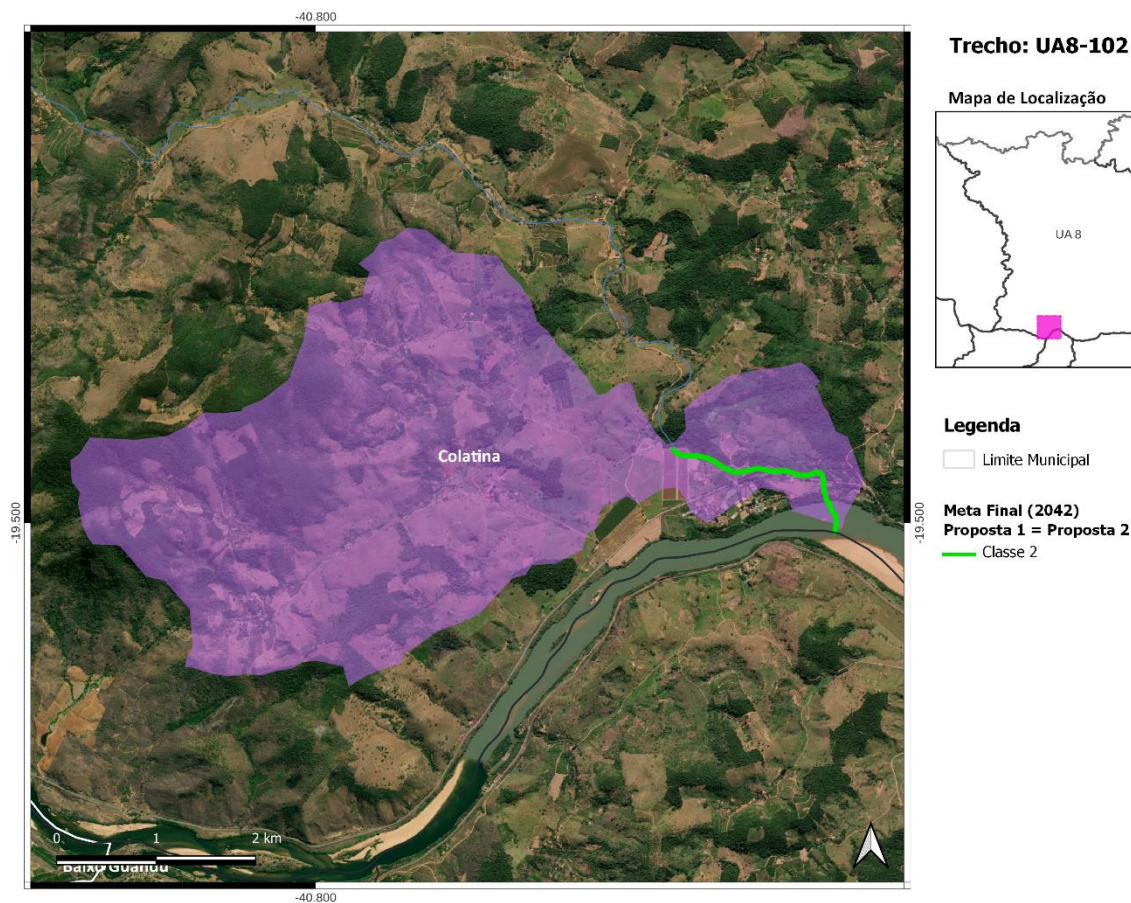 -40.800
Trecho: UA8-102
Mapa de Localização
UA 8
Colatina
-19.500
-19.500
Legenda
Limite Municipal
Meta Final (2042)
Proposta 1 = Proposta 2
Classe 2
0 1 2 km
Baixo Guandu
-40.800